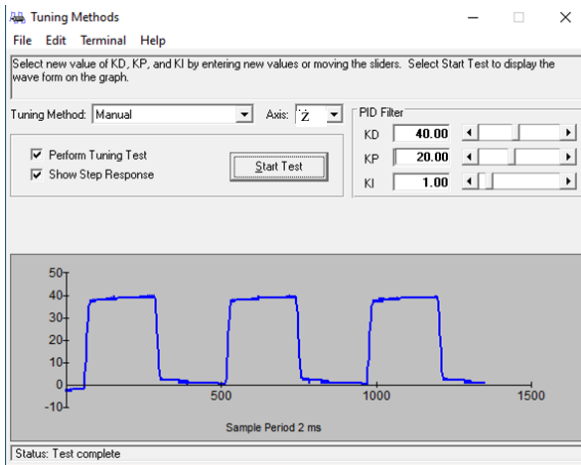 Tuning Methods
File Edit Terminal Help
Select new value of KD, KP, and KI by entering new values or moving the sliders. Select Start Test to display the
wave form on the graph.
Tuning Method: Manual Axis: Z PID Filter
KD 40.00
Perform Tuning Test Start Test KP 20.00
Show Step Response KI 1.00
50
40
30
20
10
0
-10
500 1000 1500
Sample Period 2 ms
Status: Test complete